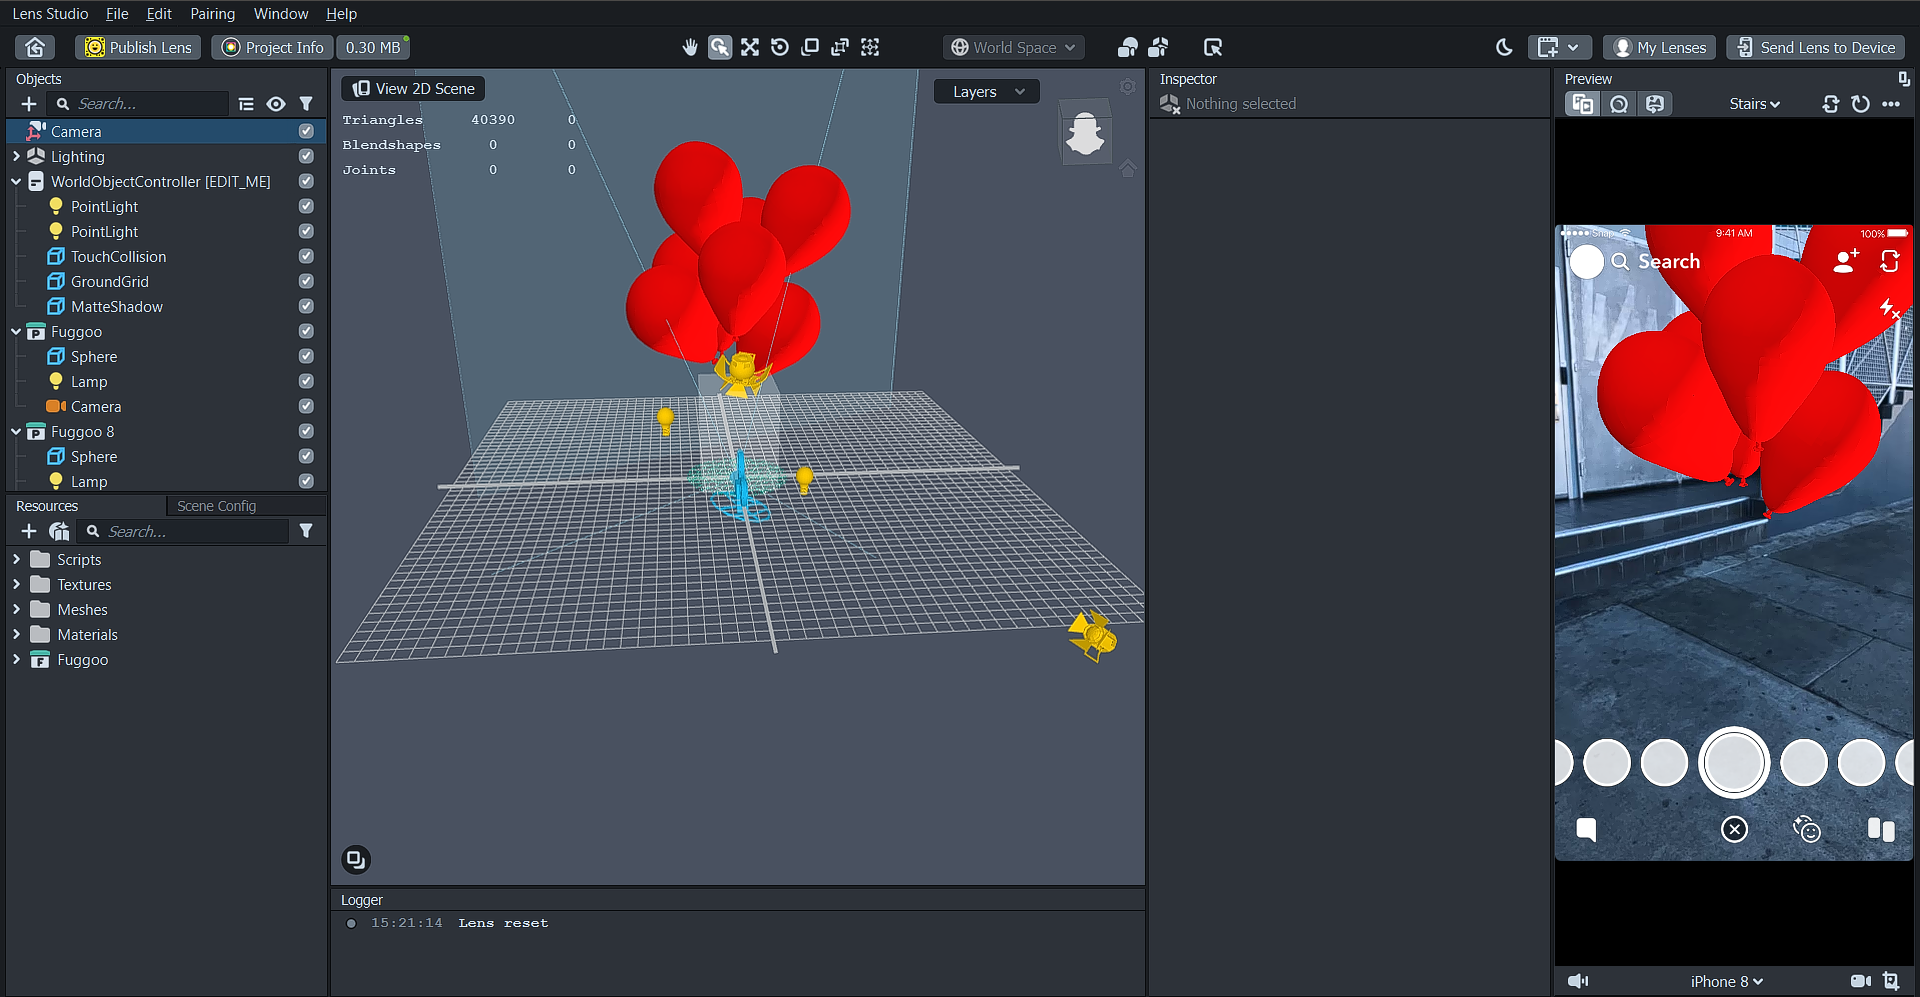 Lens Studio File Edit Pairing Window Help
Publish Lens Project Info 0.30 MB World Space My Lenses Send Lens to Device
Objects
Search...
Camera
Lighting
WorldObjectController [EDIT_ME]
PointLight
PointLight
TouchCollision
GroundGrid
MatteShadow
Fuggoo
Sphere
Lamp
Camera
Fuggoo 8
Sphere
Lamp
Resources Scene Config
Search...
Scripts
Textures
Meshes
Materials
Fuggoo
View 2D Scene Layers
Triangles 40390 0
Blendshapes 0 0
Joints 0 0
Logger
15:21:14 Lens reset
Inspector
Nothing selected
Preview
Stairs
Snap 9:41 AM 100%
Search
iPhone 8